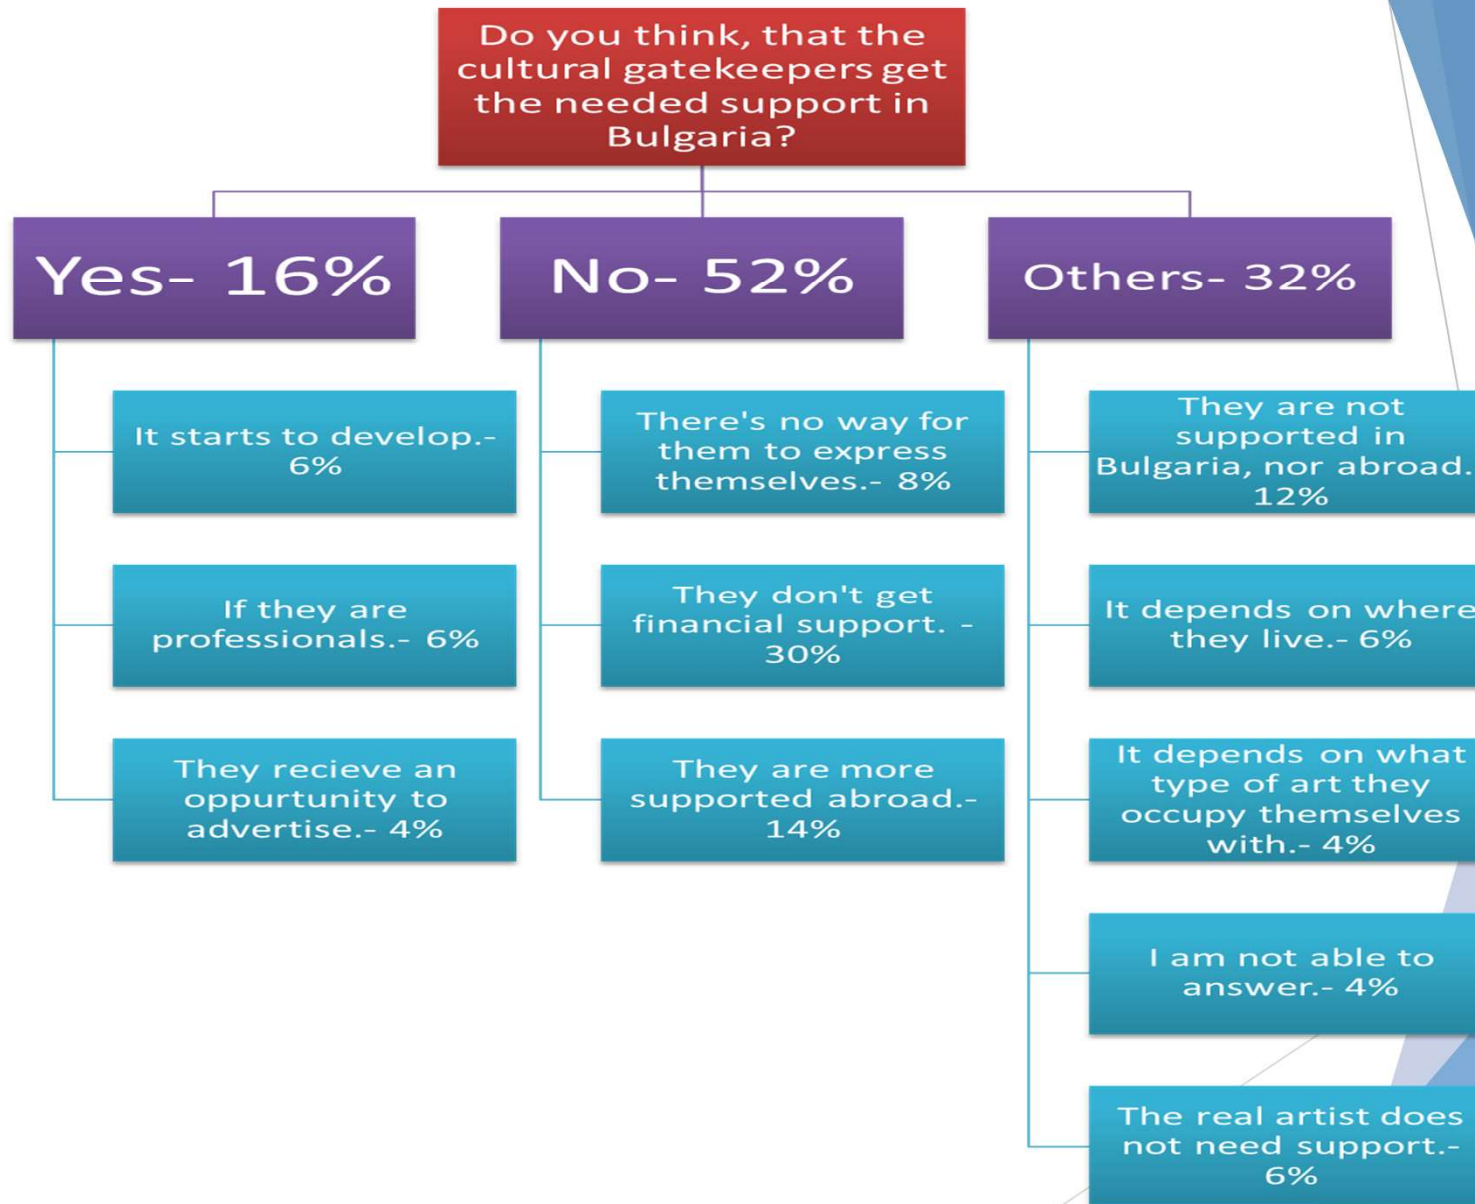 Do you think, that the
cultural gatekeepers get
the needed support in
Bulgaria?
Yes- 16%
It starts to develop.-
6%
If they are
professionals.- 6%
They recieve an
oppurtunity to
advertise.- 4%
No- 52%
There's no way for
them to express
themselves.- 8%
They don't get
financial support. -
30%
They are more
supported abroad.-
14%
Others- 32%
They are not
supported in
Bulgaria, nor abroad.
12%
It depends on where
they live.- 6%
It depends on what
type of art they
occupy themselves
with.- 4%
I am not able to
answer.- 4%
The real artist does
not need support.-
6%